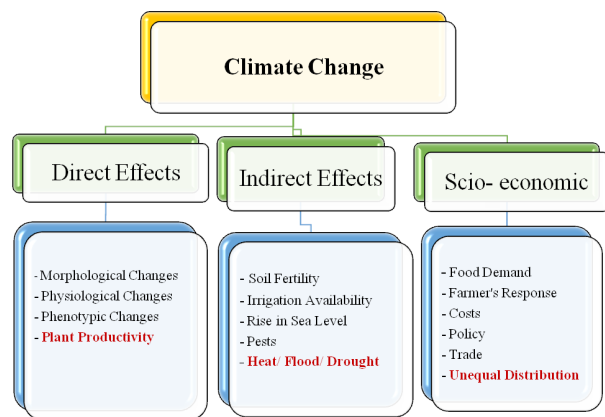 Climate Change
Direct Effects
- Morphological Changes
- Physiological Changes
- Phenotypic Changes
- Plant Productivity
Indirect Effects
- Soil Fertility
- Irrigation Availability
- Rise in Sea Level
- Pests
- Heat/ Flood/ Drought
Scio- economic
- Food Demand
- Farmer's Response
- Costs
- Policy
- Trade
- Unequal Distribution